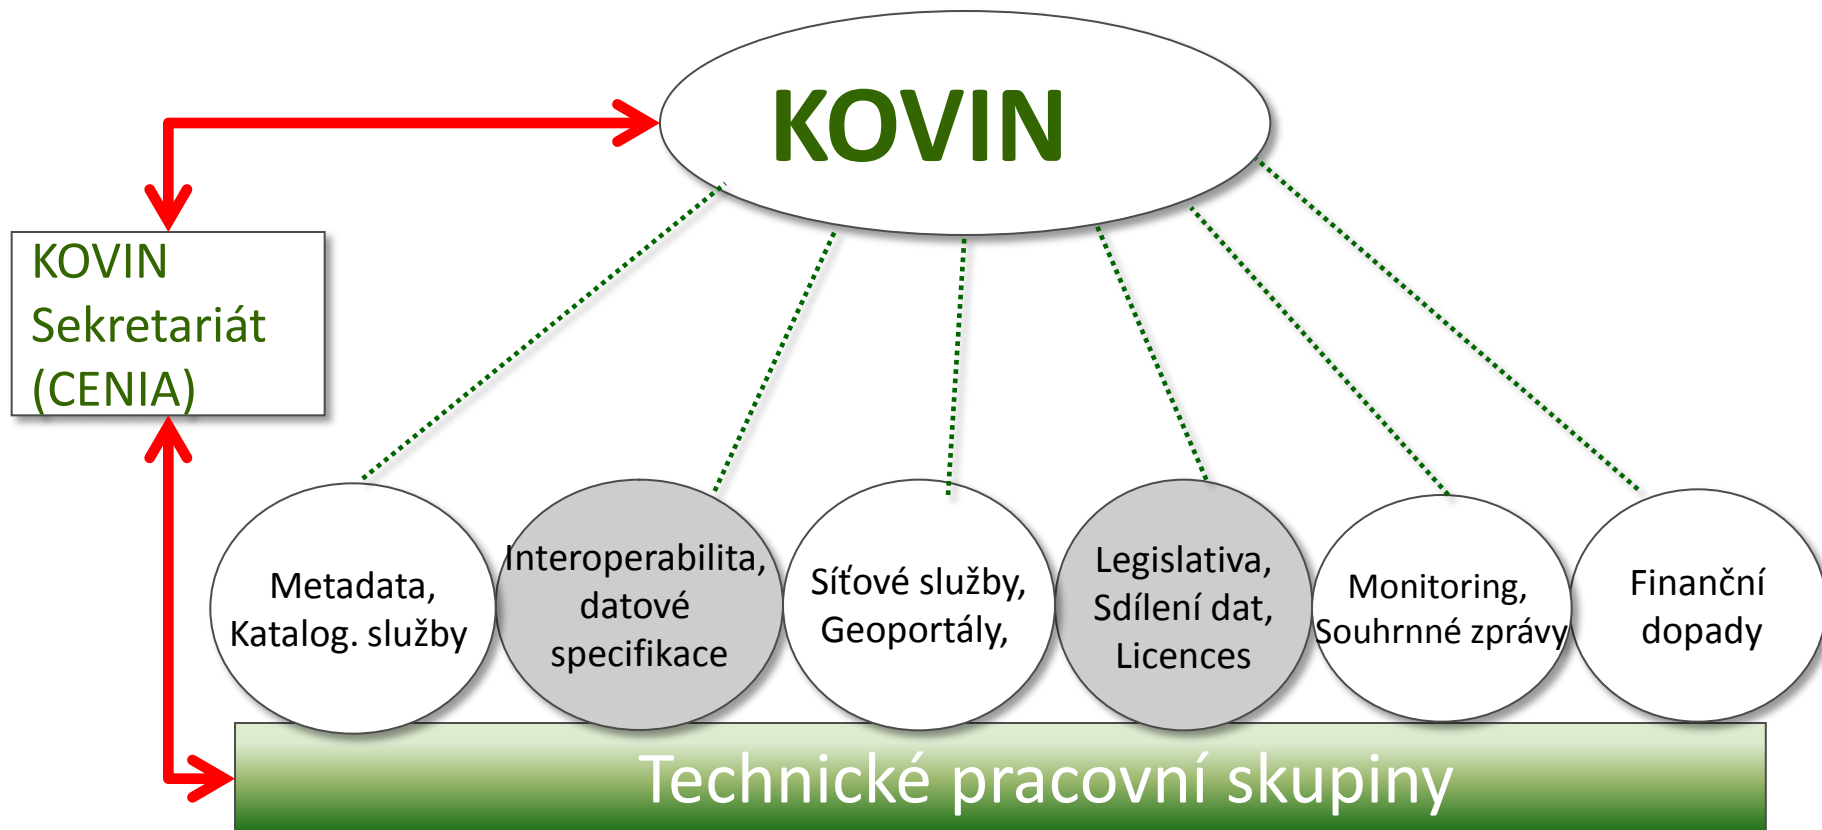 KOVIN
KOVIN
Sekretariát
(CENIA)
Metadata,
Katalog. služby
Interoperabilita,
datové
specifikace
Síťové služby,
Geoportály,
Legislativa,
Sdílení dat,
Licences
Monitoring,
Souhrnné zprávy
Finanční
dopady
Technické pracovní skupiny